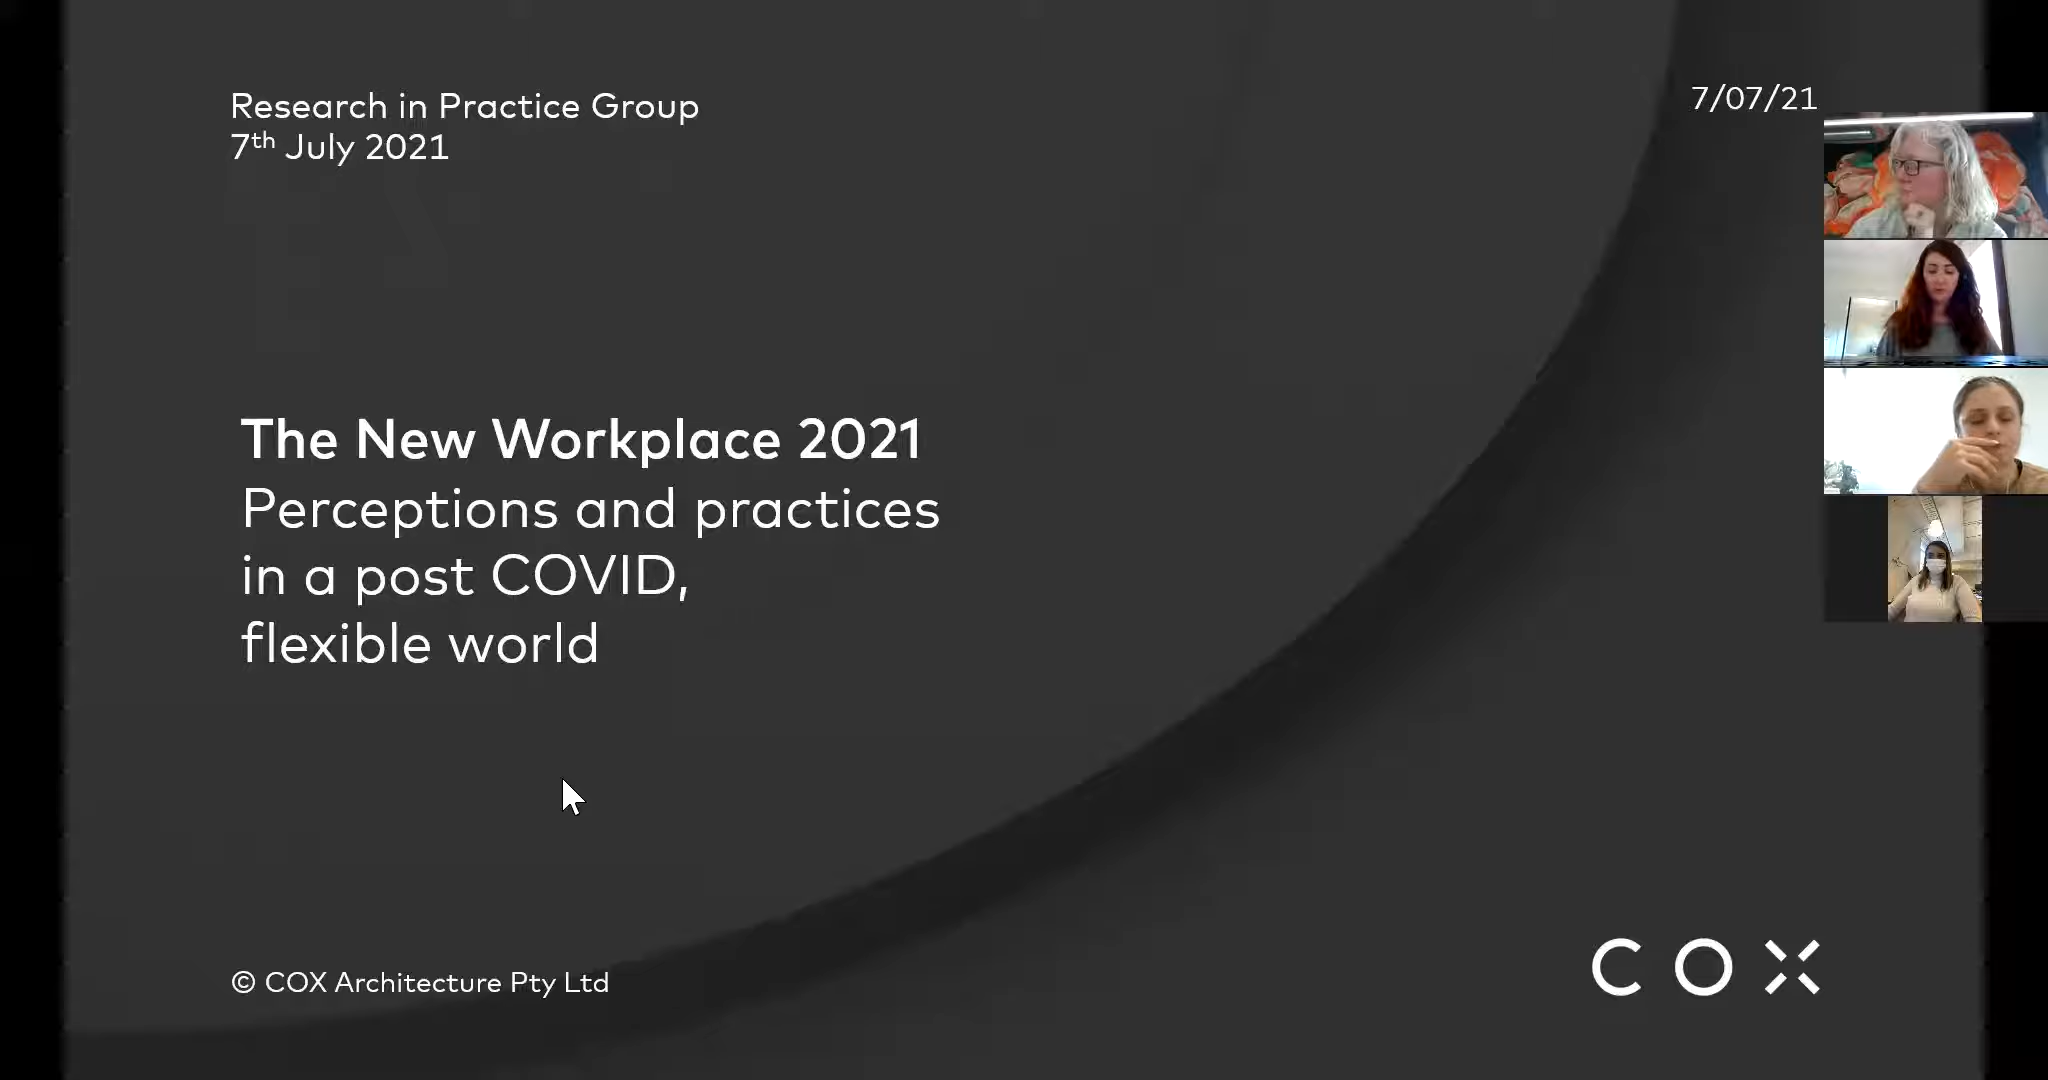 Research in Practice Group
7th July 2021
7/07/21
The New Workplace 2021
Perceptions and practices
in a post COVID,
flexible world
© COX Architecture Pty Ltd
COX